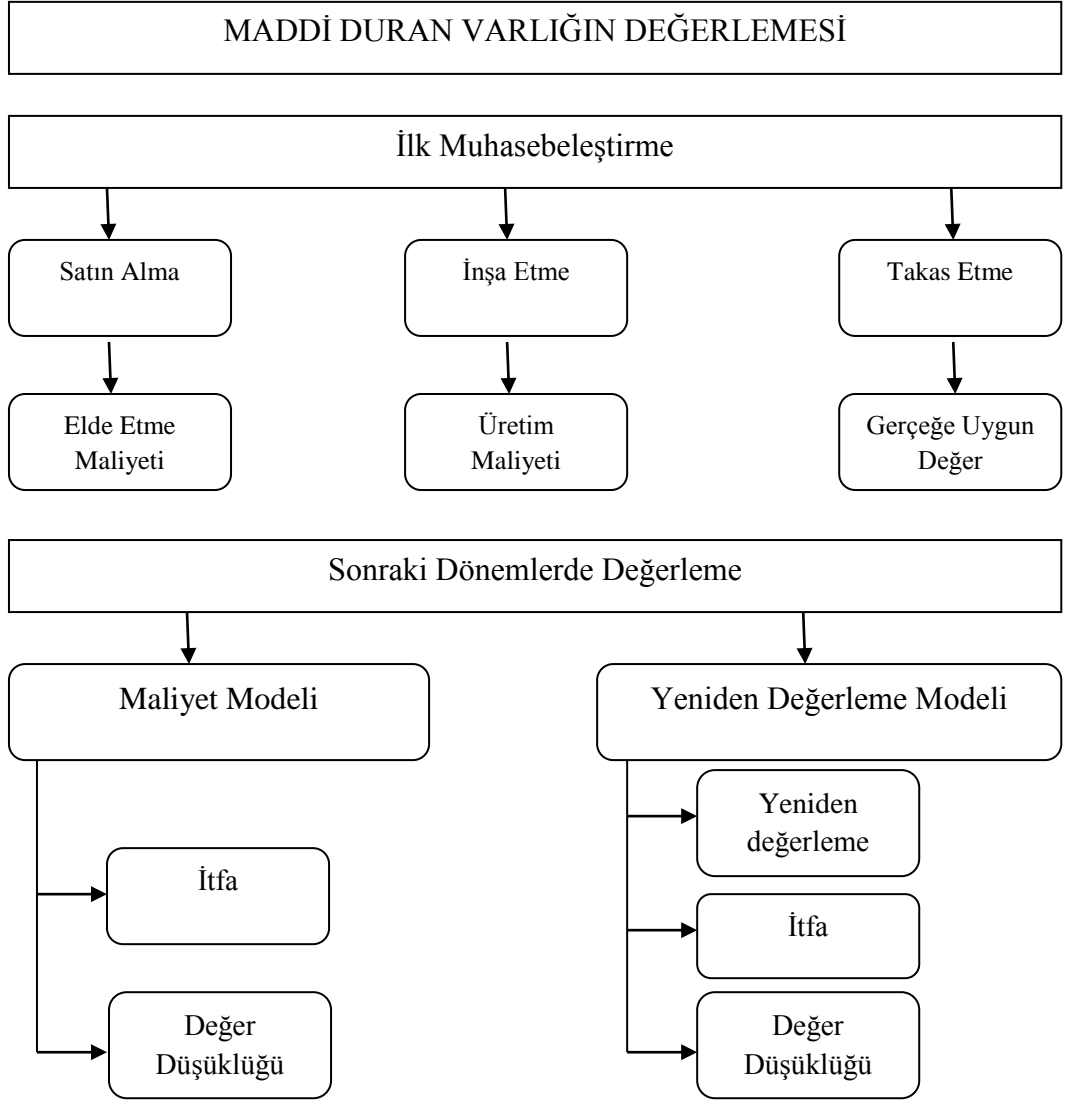 MADDİ DURAN VARLIĞIN DEĞERLEMESİ
İlk Muhasebeleştirme
Satın Alma
İnşa Etme
Takas Etme
Elde Etme
Maliyeti
Üretim
Maliyeti
Gerçeğe Uygun
Değer
Sonraki Dönemlerde Değerleme
Maliyet Modeli
Yeniden Değerleme Modeli
İtfa
Değer
Düşüklüğü
Yeniden
değerleme
İtfa
Değer
Düşüklüğü